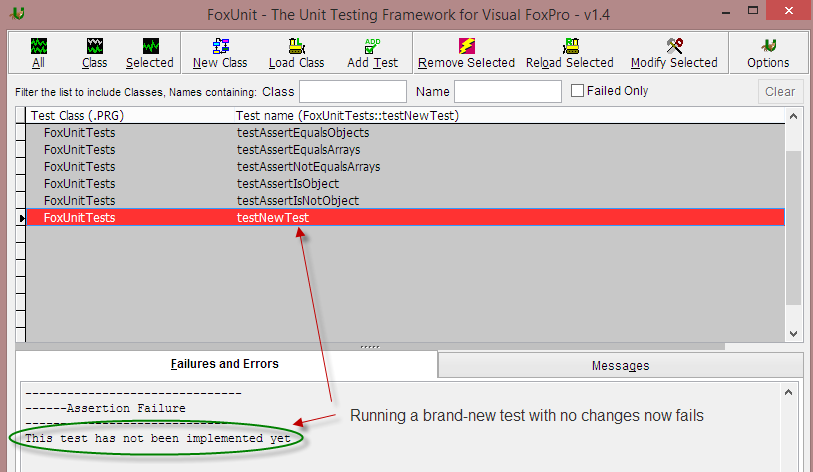 FoxUnit - The Unit Testing Framework for Visual FoxPro - v1.4
All Class Selected New Class Load Class Add Test Remove Selected Reload Selected Modify Selected Options
Filter the list to include Classes, Names containing: Class Name Failed Only Clear
Test Class (.PRG) Test name (FoxUnitTests::testNewTest)
FoxUnitTests testAssertEqualsObjects
FoxUnitTests testAssertEqualsArrays
FoxUnitTests testAssertNotEqualsArrays
FoxUnitTests testAssertIsObject
FoxUnitTests testAssertIsNotObject
FoxUnitTests testNewTest
Failures and Errors Messages
-------------------------------
------Assertion Failure
-------------------------------
This test has not been implemented yet
Running a brand-new test with no changes now fails